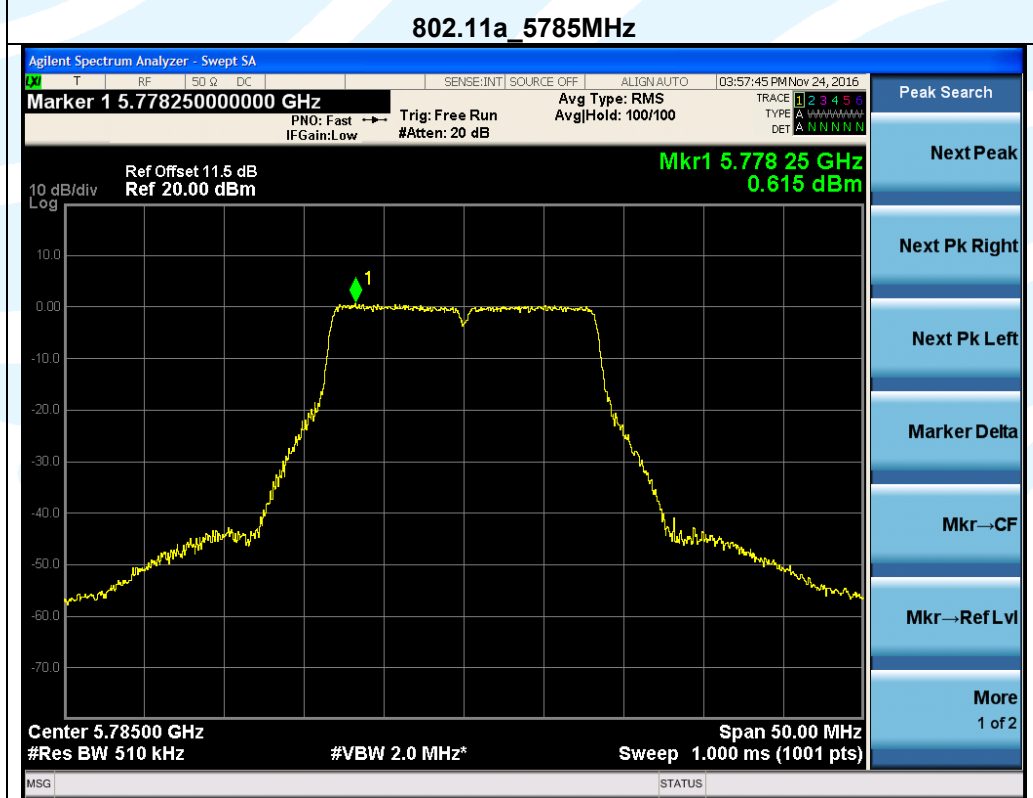 802.11a_5785MHz
Agilent Spectrum Analyzer - Swept SA
LXI T RF 50 Ω DC SENSE:INT SOURCE OFF ALIGN AUTO 03:57:45 PM Nov 24, 2016
Marker 1 5.778250000000 GHz
PNO: Fast
IFGain:Low
Trig: Free Run
#Atten: 20 dB
Avg Type: RMS
Avg|Hold: 100/100
TRACE 1 2 3 4 5 6
TYPE A WWWWWW
DET A N N N N N
Peak Search
Next Peak
Next Pk Right
Next Pk Left
Marker Delta
Mkr→CF
Mkr→Ref Lvl
More
1 of 2
Mkr1 5.778 25 GHz
0.615 dBm
Ref Offset 11.5 dB
10 dB/div Ref 20.00 dBm
Log
1
10.0
0.00
-10.0
-20.0
-30.0
-40.0
-50.0
-60.0
-70.0
Center 5.78500 GHz Span 50.00 MHz
#Res BW 510 kHz #VBW 2.0 MHz* Sweep 1.000 ms (1001 pts)
MSG STATUS